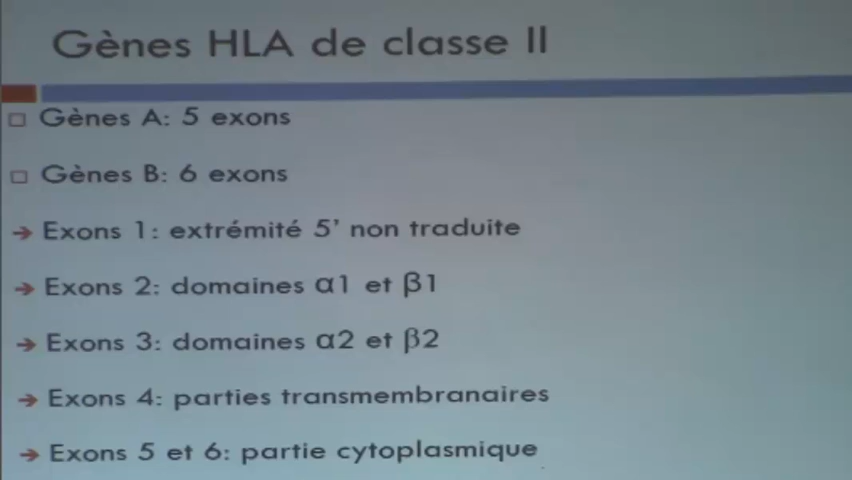 Gènes HLA de classe II
Gènes A: 5 exons
Gènes B: 6 exons
→ Exons 1: extrémité 5' non traduite
→ Exons 2: domaines α1 et β1
→ Exons 3: domaines α2 et β2
→ Exons 4: parties transmembranaires
→ Exons 5 et 6: partie cytoplasmique